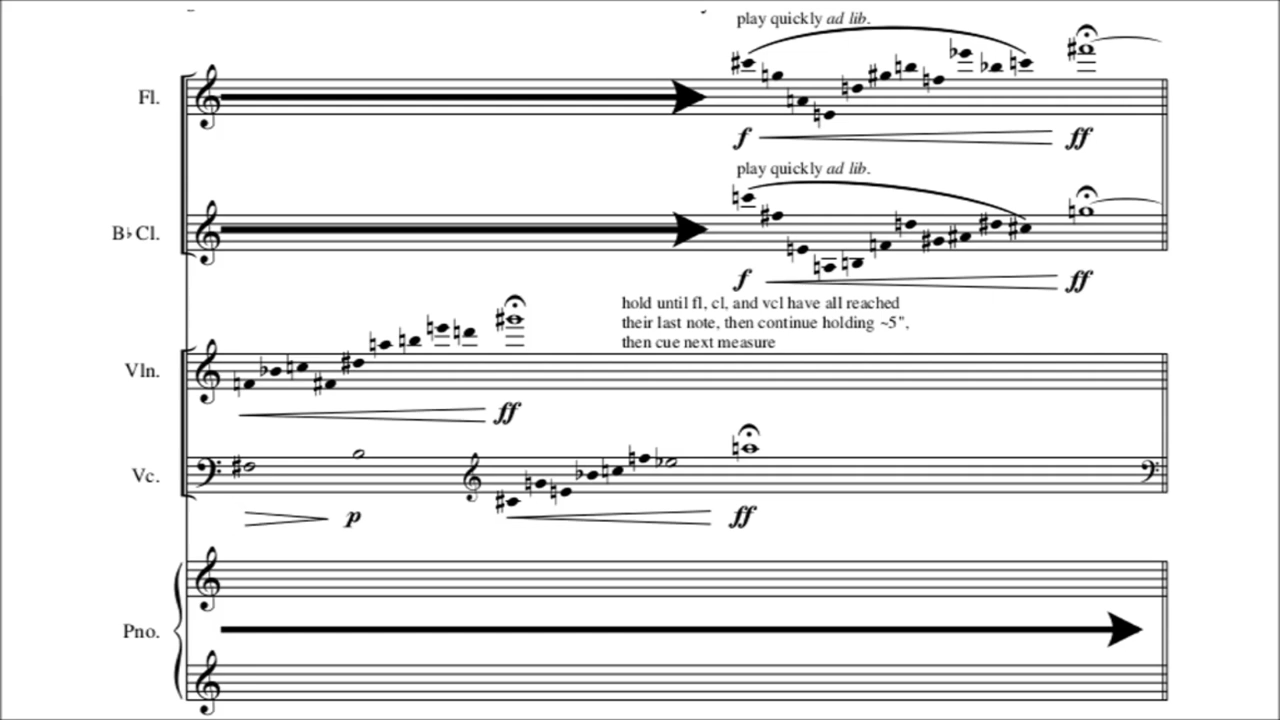 play quickly ad lib.
Fl.
f ff
play quickly ad lib.
B♭ Cl.
f ff
hold until fl, cl, and vcl have all reached
their last note, then continue holding ~5",
then cue next measure
Vln.
ff
Vc.
p ff
Pno.